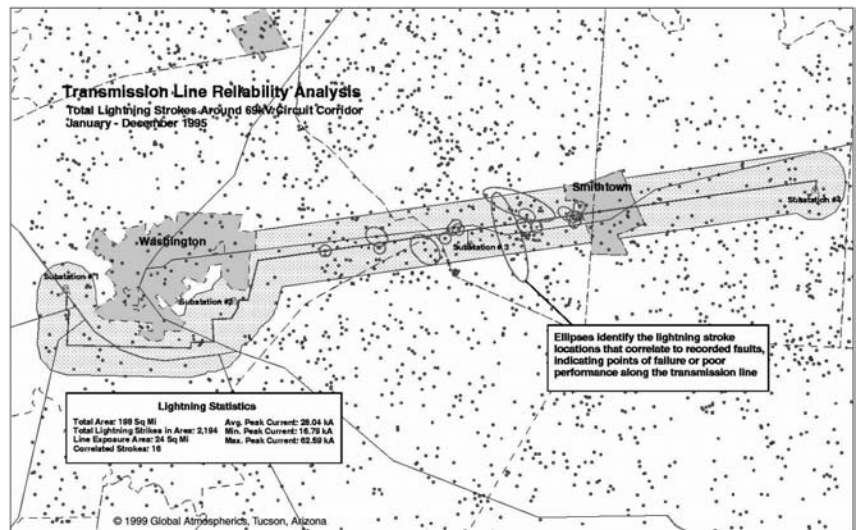 Transmission Line Reliability Analysis
Total Lightning Strokes Around 69kV Circuit Corridor
January - December 1995
Smithtown
Substation #4
Washington
Substation # 3
Substation #1
Substation #2
Ellipses identify the lightning stroke
locations that correlate to recorded faults,
indicating points of failure or poor
performance along the transmission line
Lightning Statistics
Total Area: 198 Sq Mi Avg. Peak Current: 28.04 kA
Total Lightning Strikes in Area: 2,194 Min. Peak Current: 16.79 kA
Line Exposure Area: 24 Sq Mi Max. Peak Current: 62.59 kA
Correlated Strokes: 16
© 1999 Global Atmospherics, Tucson, Arizona